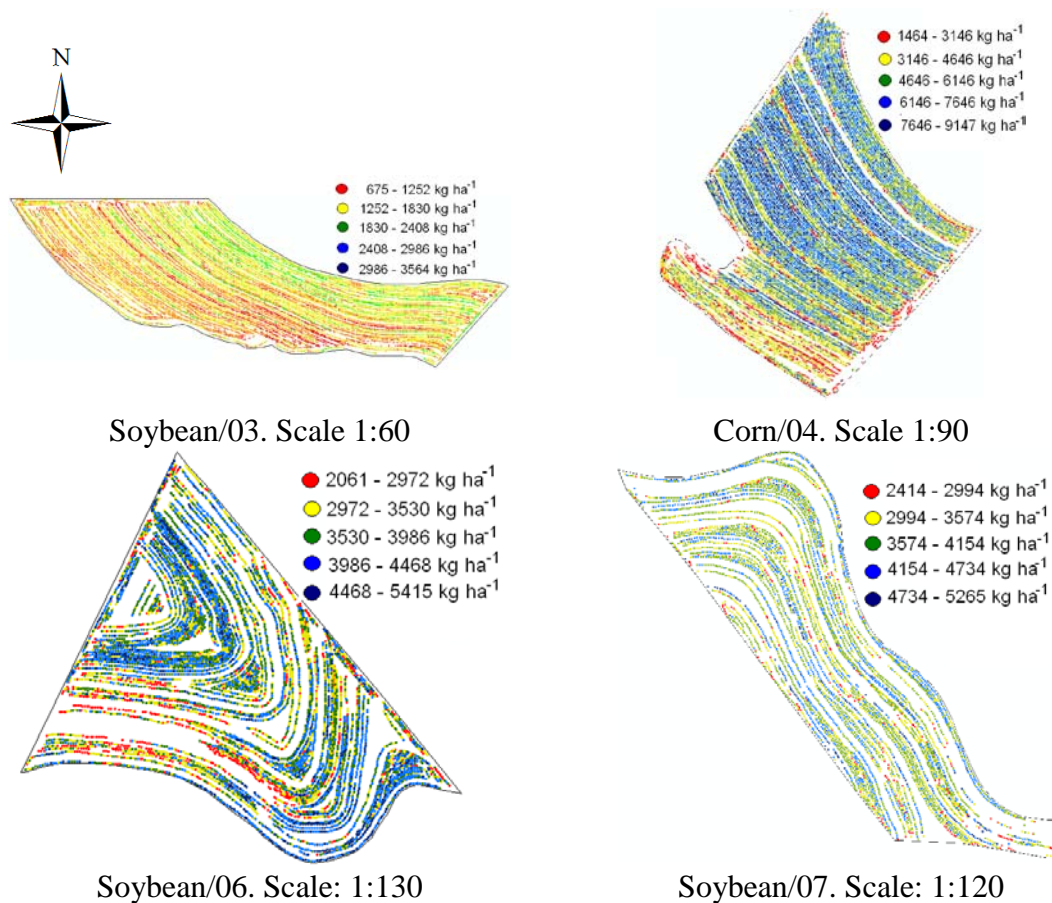 N
675 - 1252 kg ha⁻¹
1252 - 1830 kg ha⁻¹
1830 - 2408 kg ha⁻¹
2408 - 2986 kg ha⁻¹
2986 - 3564 kg ha⁻¹
Soybean/03. Scale 1:60
1464 - 3146 kg ha⁻¹
3146 - 4646 kg ha⁻¹
4646 - 6146 kg ha⁻¹
6146 - 7646 kg ha⁻¹
7646 - 9147 kg ha⁻¹
Corn/04. Scale 1:90
2061 - 2972 kg ha⁻¹
2972 - 3530 kg ha⁻¹
3530 - 3986 kg ha⁻¹
3986 - 4468 kg ha⁻¹
4468 - 5415 kg ha⁻¹
Soybean/06. Scale: 1:130
2414 - 2994 kg ha⁻¹
2994 - 3574 kg ha⁻¹
3574 - 4154 kg ha⁻¹
4154 - 4734 kg ha⁻¹
4734 - 5265 kg ha⁻¹
Soybean/07. Scale: 1:120